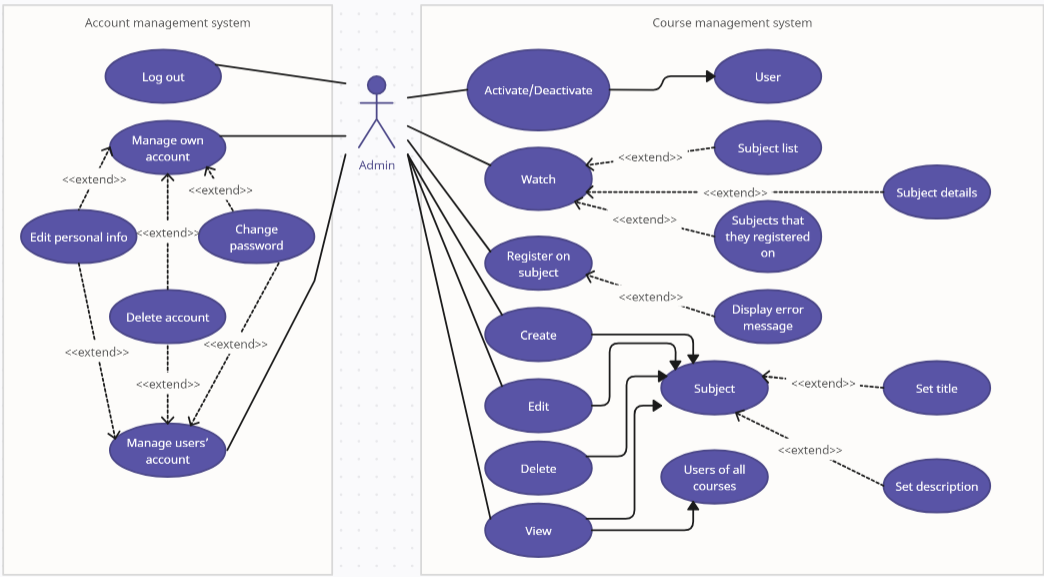 Account management system
Log out
Manage own
account
<<extend>>
<<extend>>
Edit personal info
<<extend>>
Change
password
Delete account
<<extend>>
<<extend>>
<<extend>>
Manage users’
account
Admin
Course management system
Activate/Deactivate
User
Watch
<<extend>>
Subject list
<<extend>>
Subject details
<<extend>>
Subjects that
they registered
on
Register on
subject
<<extend>>
Display error
message
Create
Edit
Subject
<<extend>>
Set title
Delete
<<extend>>
Users of all
courses
Set description
View